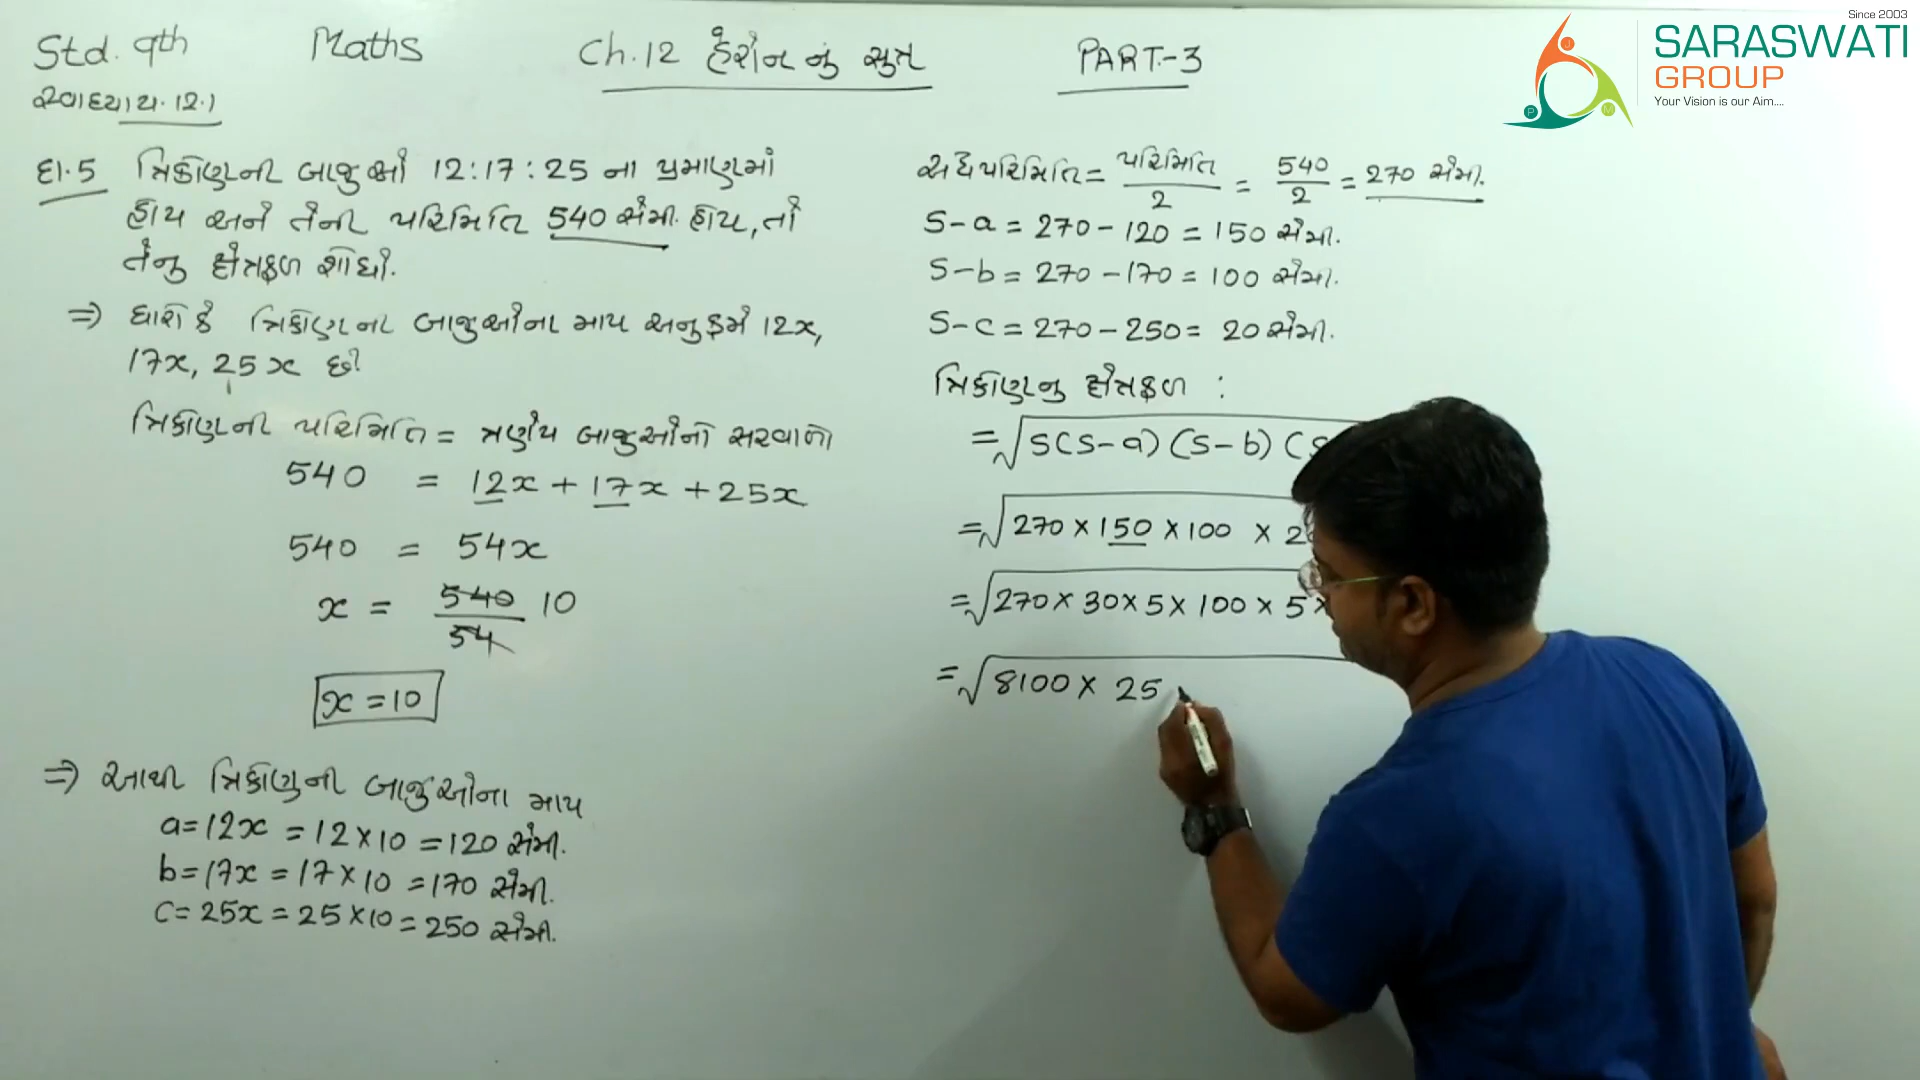 Std. 9th Maths Ch.12 હેરોન નું સુત્ર PART-3
સ્વાધ્યાય. 12.1
દા.5 ત્રિકોણની બાજુઓ 12:17:25 ના પ્રમાણમાં
હોય અને તેની પરિમિતિ 540 સેમી. હોય, તો
તેનુ ક્ષેત્રફળ શોધો.
⇒ ધારો કે ત્રિકોણના બાજુઓના માપ અનુક્રમે 12x,
17x, 25x છે
ત્રિકોણની પરિમિતિ = ત્રણેય બાજુઓનો સરવાળો
540 = 12x + 17x + 25x
540 = 54x
x = 540/54 10
x = 10
⇒ આથી ત્રિકોણની બાજુઓના માપ
a = 12x = 12 × 10 = 120 સેમી.
b = 17x = 17 × 10 = 170 સેમી.
c = 25x = 25 × 10 = 250 સેમી.
અર્ધપરિમિતિ = પરિમિતિ/2 = 540/2 = 270 સેમી.
S-a = 270 - 120 = 150 સેમી.
S-b = 270 - 170 = 100 સેમી.
S-c = 270 - 250 = 20 સેમી.
ત્રિકોણનુ ક્ષેત્રફળ :
= √S(S-a) (S-b) (S
= √270 × 150 × 100 × 2
= √270 × 30 × 5 × 100 × 5 ×
= √8100 × 25
Since 2003
SARASWATI
GROUP
Your Vision is our Aim....
J
P
M